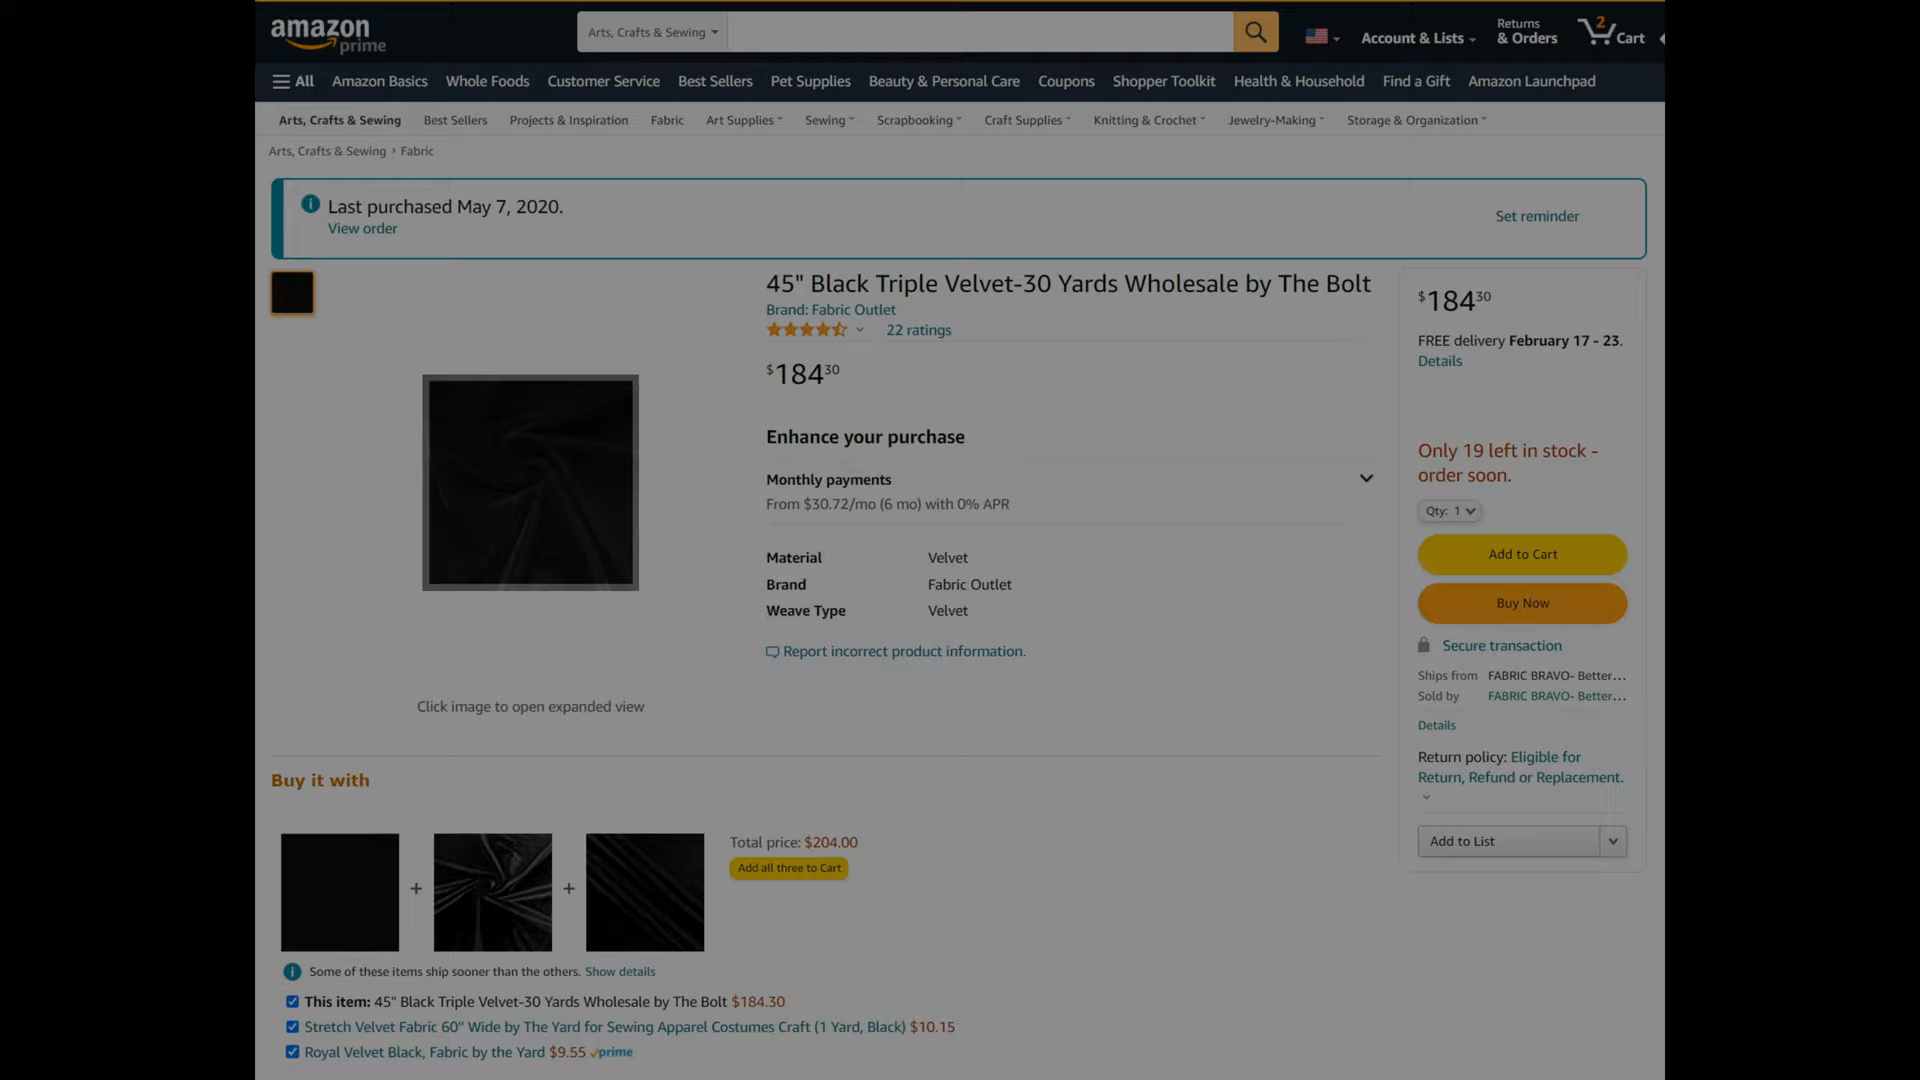 amazon prime
Arts, Crafts & Sewing
Account & Lists
Returns
& Orders
2
Cart
All
Amazon Basics
Whole Foods
Customer Service
Best Sellers
Pet Supplies
Beauty & Personal Care
Coupons
Shopper Toolkit
Health & Household
Find a Gift
Amazon Launchpad
Arts, Crafts & Sewing
Best Sellers
Projects & Inspiration
Fabric
Art Supplies
Sewing
Scrapbooking
Craft Supplies
Knitting & Crochet
Jewelry-Making
Storage & Organization
Arts, Crafts & Sewing › Fabric
Last purchased May 7, 2020.
View order
Set reminder
45" Black Triple Velvet-30 Yards Wholesale by The Bolt
Brand: Fabric Outlet
22 ratings
$184 30
Enhance your purchase
Monthly payments
From $30.72/mo (6 mo) with 0% APR
Material Velvet
Brand Fabric Outlet
Weave Type Velvet
Report incorrect product information.
Click image to open expanded view
$184 30
FREE delivery February 17 - 23.
Details
Only 19 left in stock -
order soon.
Qty: 1
Add to Cart
Buy Now
Secure transaction
Ships from FABRIC BRAVO- Better...
Sold by FABRIC BRAVO- Better...
Details
Return policy: Eligible for
Return, Refund or Replacement.
Add to List
Buy it with
+
+
Total price: $204.00
Add all three to Cart
Some of these items ship sooner than the others. Show details
This item: 45" Black Triple Velvet-30 Yards Wholesale by The Bolt $184.30
Stretch Velvet Fabric 60" Wide by The Yard for Sewing Apparel Costumes Craft (1 Yard, Black) $10.15
Royal Velvet Black, Fabric by the Yard $9.55 prime